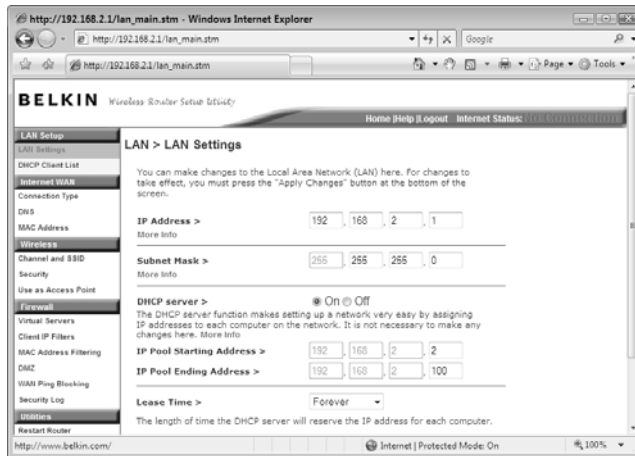 http://192.168.2.1/lan_main.stm - Windows Internet Explorer
http://192.168.2.1/lan_main.stm
Google
http://192.168.2.1/lan_main.stm
Page
Tools
BELKIN Wireless Router Setup Utility
Home |Help |Logout Internet Status: No Connection
LAN Setup
LAN Settings
DHCP Client List
Internet WAN
Connection Type
DNS
MAC Address
Wireless
Channel and SSID
Security
Use as Access Point
Firewall
Virtual Servers
Client IP Filters
MAC Address Filtering
DMZ
WAN Ping Blocking
Security Log
Utilities
Restart Router
LAN > LAN Settings
You can make changes to the Local Area Network (LAN) here. For changes to
take effect, you must press the "Apply Changes" button at the bottom of the
screen.
IP Address > 192 . 168 . 2 . 1
More Info
Subnet Mask > 255 . 255 . 255 . 0
More Info
DHCP server > On Off
The DHCP server function makes setting up a network very easy by assigning
IP addresses to each computer on the network. It is not necessary to make any
changes here. More Info
IP Pool Starting Address > 192 . 168 . 2 . 2
IP Pool Ending Address > 192 . 168 . 2 . 100
Lease Time > Forever
The length of time the DHCP server will reserve the IP address for each computer.
http://www.belkin.com/
Internet | Protected Mode: On
100%